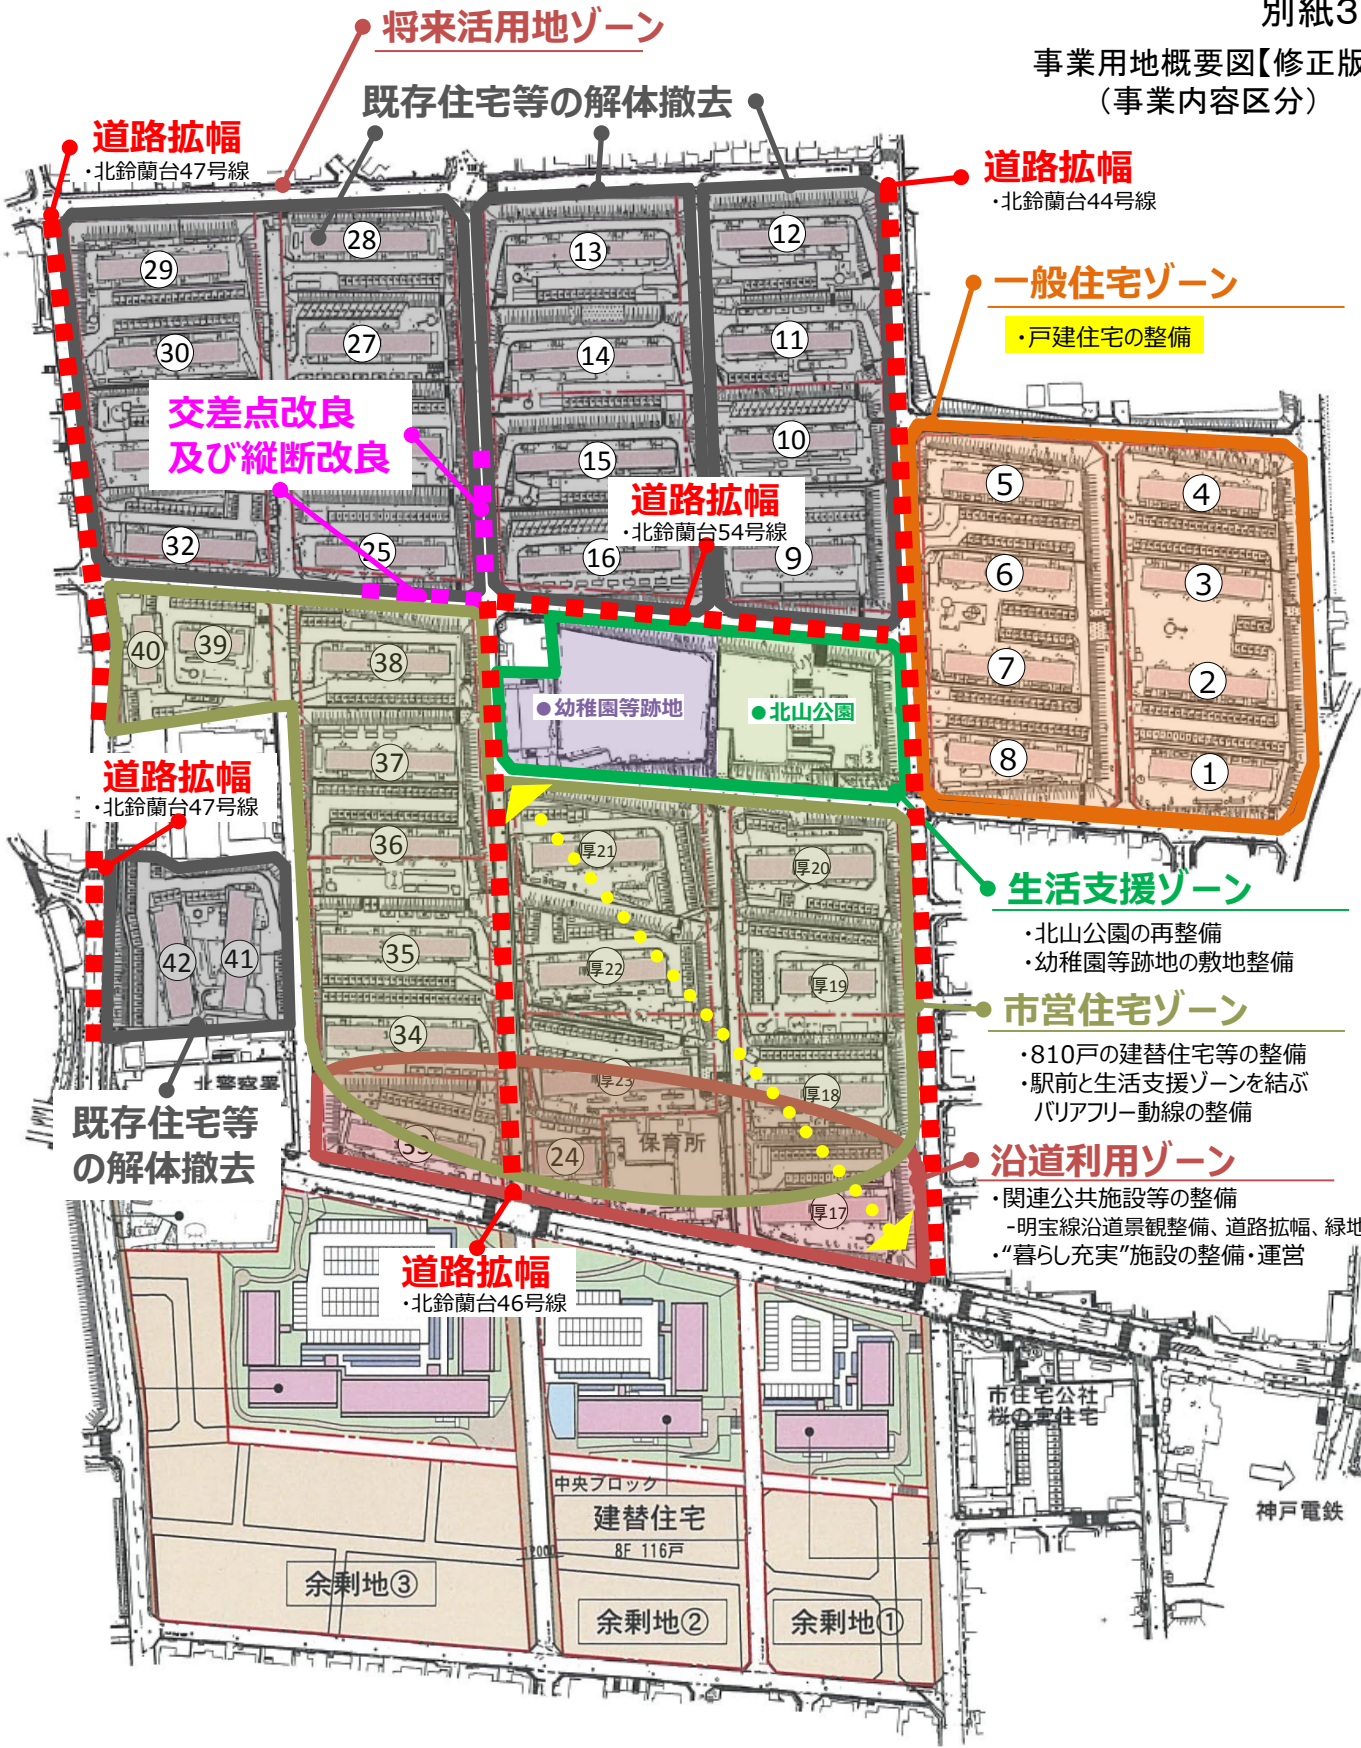 別紙3
事業用地概要図【修正版
（事業内容区分）
将来活用地ゾーン
既存住宅等の解体撤去
道路拡幅
・北鈴蘭台47号線
道路拡幅
・北鈴蘭台44号線
一般住宅ゾーン
・戸建住宅の整備
29
28
13
12
30
27
14
11
交差点改良
及び縦断改良
15
10
道路拡幅
・北鈴蘭台54号線
32
25
16
9
5
4
6
3
7
2
8
1
40
39
38
●幼稚園等跡地
●北山公園
37
道路拡幅
・北鈴蘭台47号線
36
厚21
厚20
生活支援ゾーン
・北山公園の再整備
・幼稚園等跡地の敷地整備
42
41
35
厚22
厚19
市営住宅ゾーン
・810戸の建替住宅等の整備
・駅前と生活支援ゾーンを結ぶ
バリアフリー動線の整備
34
厚23
厚18
北警察署
既存住宅等
の解体撤去
33
24
保育所
厚17
沿道利用ゾーン
・関連公共施設等の整備
-明宝線沿道景観整備、道路拡幅、緑地
・“暮らし充実”施設の整備・運営
道路拡幅
・北鈴蘭台46号線
市住宅公社
桜の宮住宅
神戸電鉄
中央ブロック
建替住宅
8F 116戸
12000
余剰地③
余剰地②
余剰地①